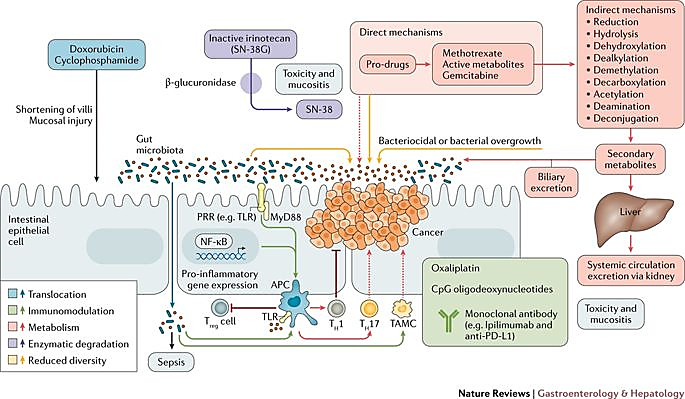 Doxorubicin
Cyclophosphamide
Shortening of villi
Mucosal injury
Inactive irinotecan
(SN-38G)
β-glucuronidase
Toxicity and
mucositis
SN-38
Direct mechanisms
Pro-drugs
Methotrexate
Active metabolites
Gemcitabine
Indirect mechanisms
• Reduction
• Hydrolysis
• Dehydroxylation
• Dealkylation
• Demethylation
• Decarboxylation
• Acetylation
• Deamination
• Deconjugation
Gut
microbiota
Bacteriocidal or bacterial overgrowth
Secondary
metabolites
Biliary
excretion
Liver
Systemic circulation
excretion via kidney
Toxicity and
mucositis
Intestinal
epithelial
cell
PRR (e.g. TLR)
MyD88
NF-κB
Pro-inflammatory
gene expression
Cancer
APC
TLR
Treg cell
TH1
TH17
TAMC
Sepsis
Oxaliplatin
CpG oligodeoxynucleotides
Monoclonal antibody
(e.g. Ipilimumab and
anti-PD-L1)
Translocation
Immunomodulation
Metabolism
Enzymatic degradation
Reduced diversity
Nature Reviews | Gastroenterology & Hepatology